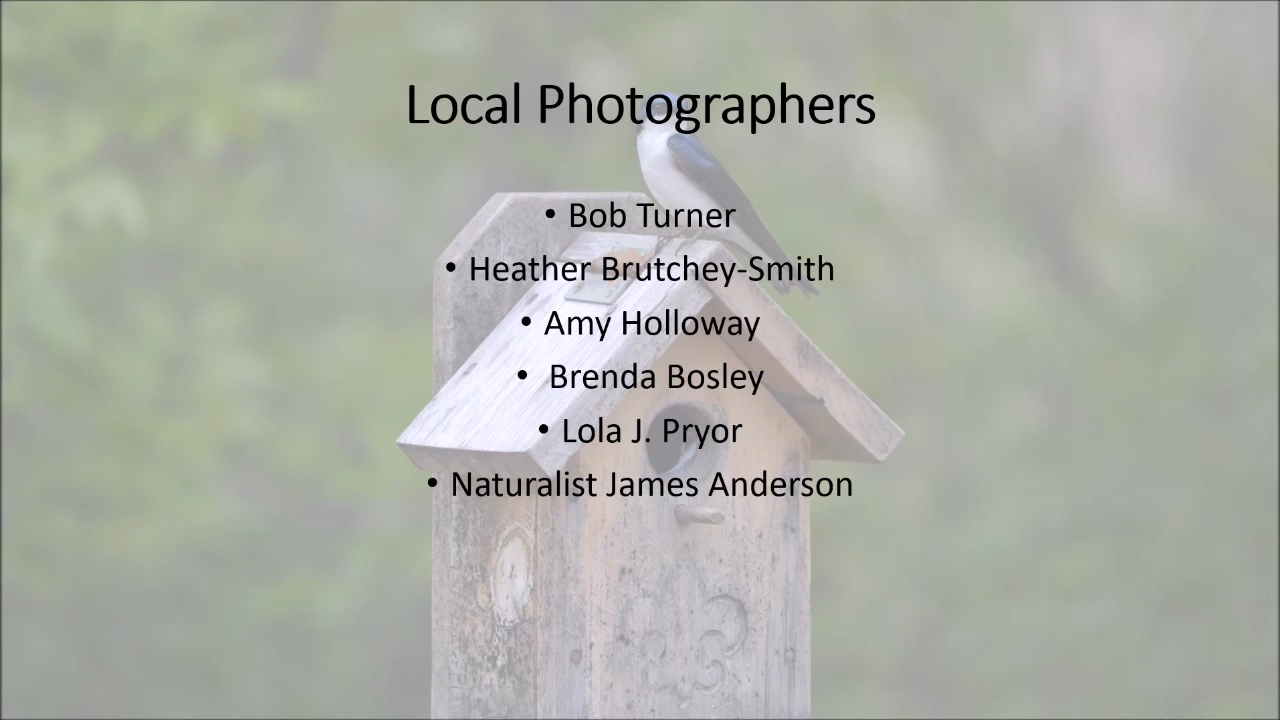 Local Photographers
• Bob Turner
• Heather Brutchey-Smith
• Amy Holloway
• Brenda Bosley
• Lola J. Pryor
• Naturalist James Anderson